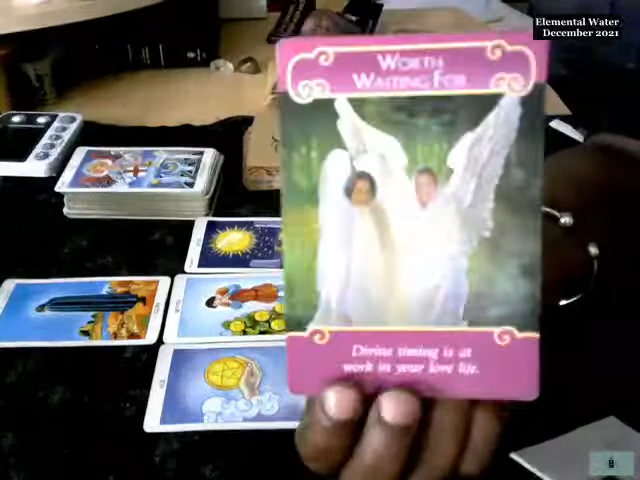 Elemental Water
December 2021
WORTH
WAITING FOR
Divine timing is at
work in your love life.